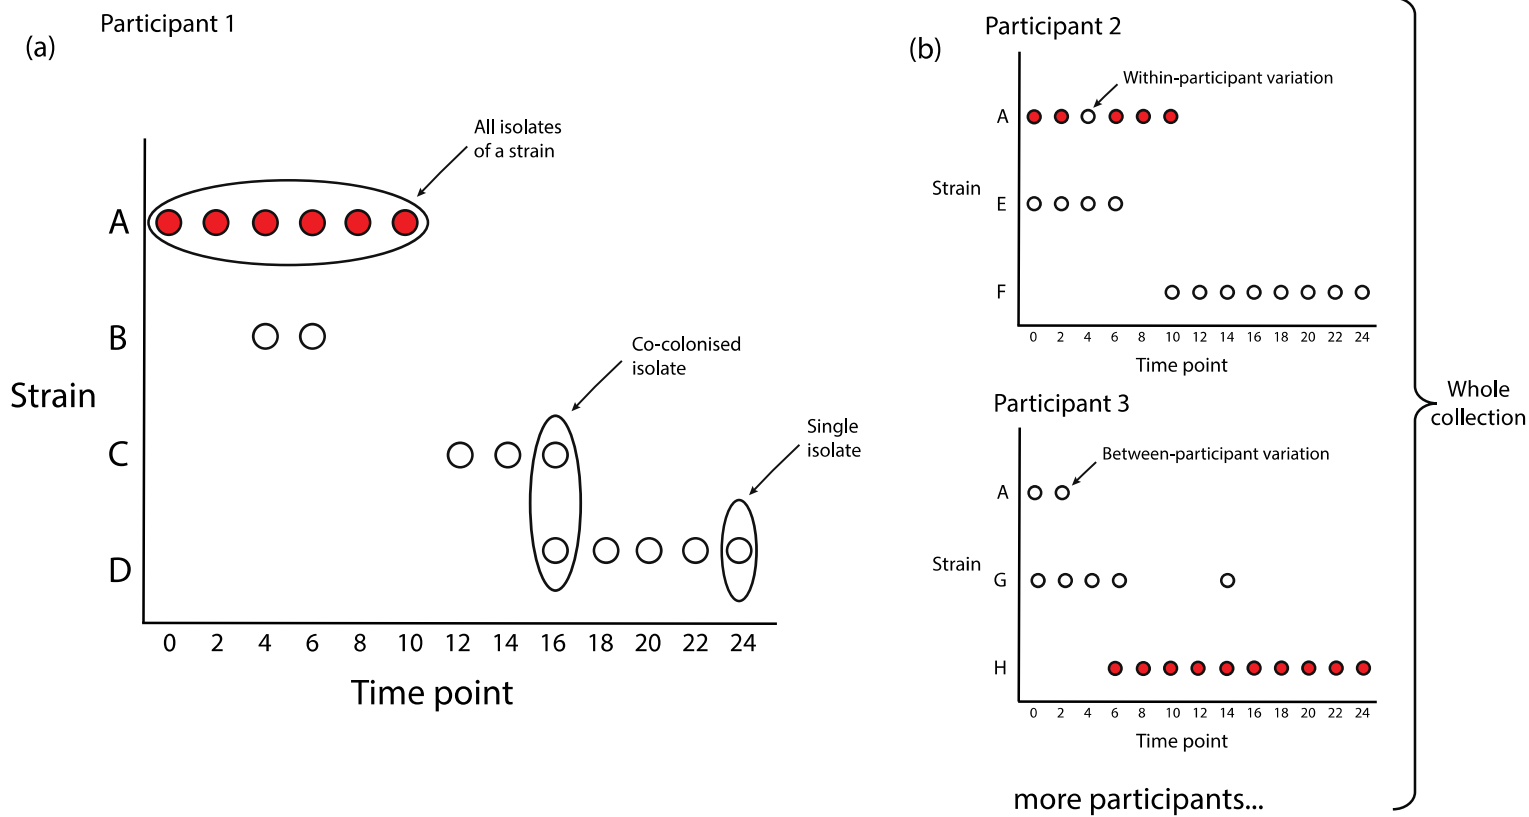 Participant 1
(a)
All isolates
of a strain
A
B
Co-colonised
isolate
Strain
Single
isolate
C
D
0 2 4 6 8 10 12 14 16 18 20 22 24
Time point
(b)
Participant 2
Within-participant variation
A
Strain
E
F
0 2 4 6 8 10 12 14 16 18 20 22 24
Time point
Participant 3
Between-participant variation
A
Strain
G
H
0 2 4 6 8 10 12 14 16 18 20 22 24
Time point
more participants...
Whole
collection